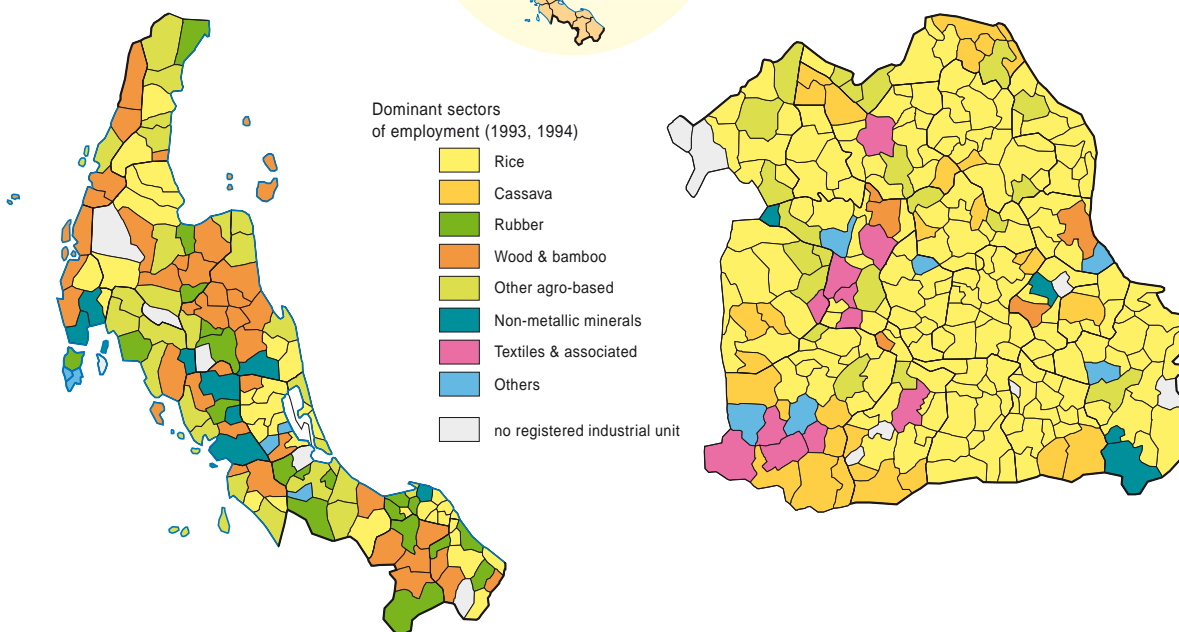 Dominant sectors
of employment (1993, 1994)
Rice
Cassava
Rubber
Wood & bamboo
Other agro-based
Non-metallic minerals
Textiles & associated
Others
no registered industrial unit